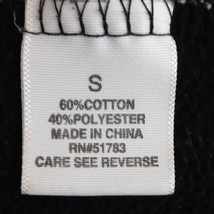 S
60%COTTON
40%POLYESTER
MADE IN CHINA
RN#51783
CARE SEE REVERSE